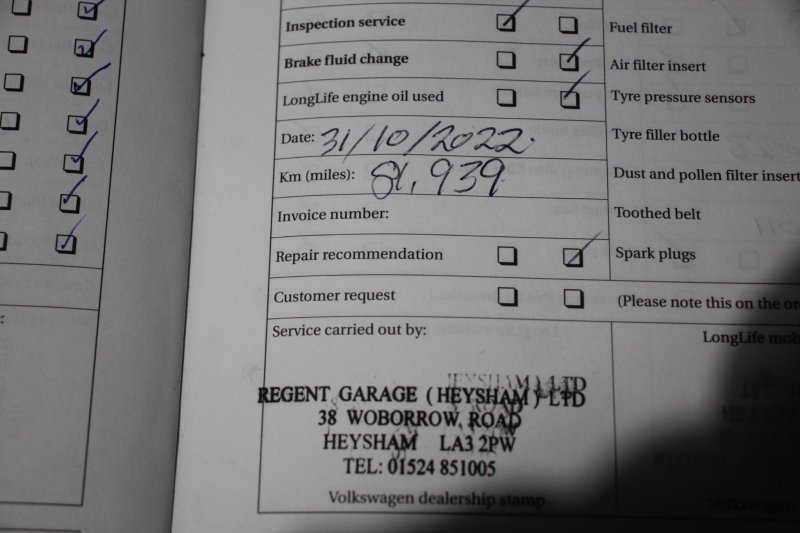 Inspection service
Fuel filter
Brake fluid change
Air filter insert
LongLife engine oil used
Tyre pressure sensors
Date: 31/10/2022.
Tyre filler bottle
Km (miles): 81,939
Dust and pollen filter insert
Invoice number:
Toothed belt
Repair recommendation
Spark plugs
Customer request
(Please note this on the or
Service carried out by:
LongLife mob
REGENT GARAGE (HEYSHAM) LTD
38 WOBORROW ROAD
HEYSHAM LA3 2PW
TEL: 01524 851005
Volkswagen dealership stamp
Volkswagen